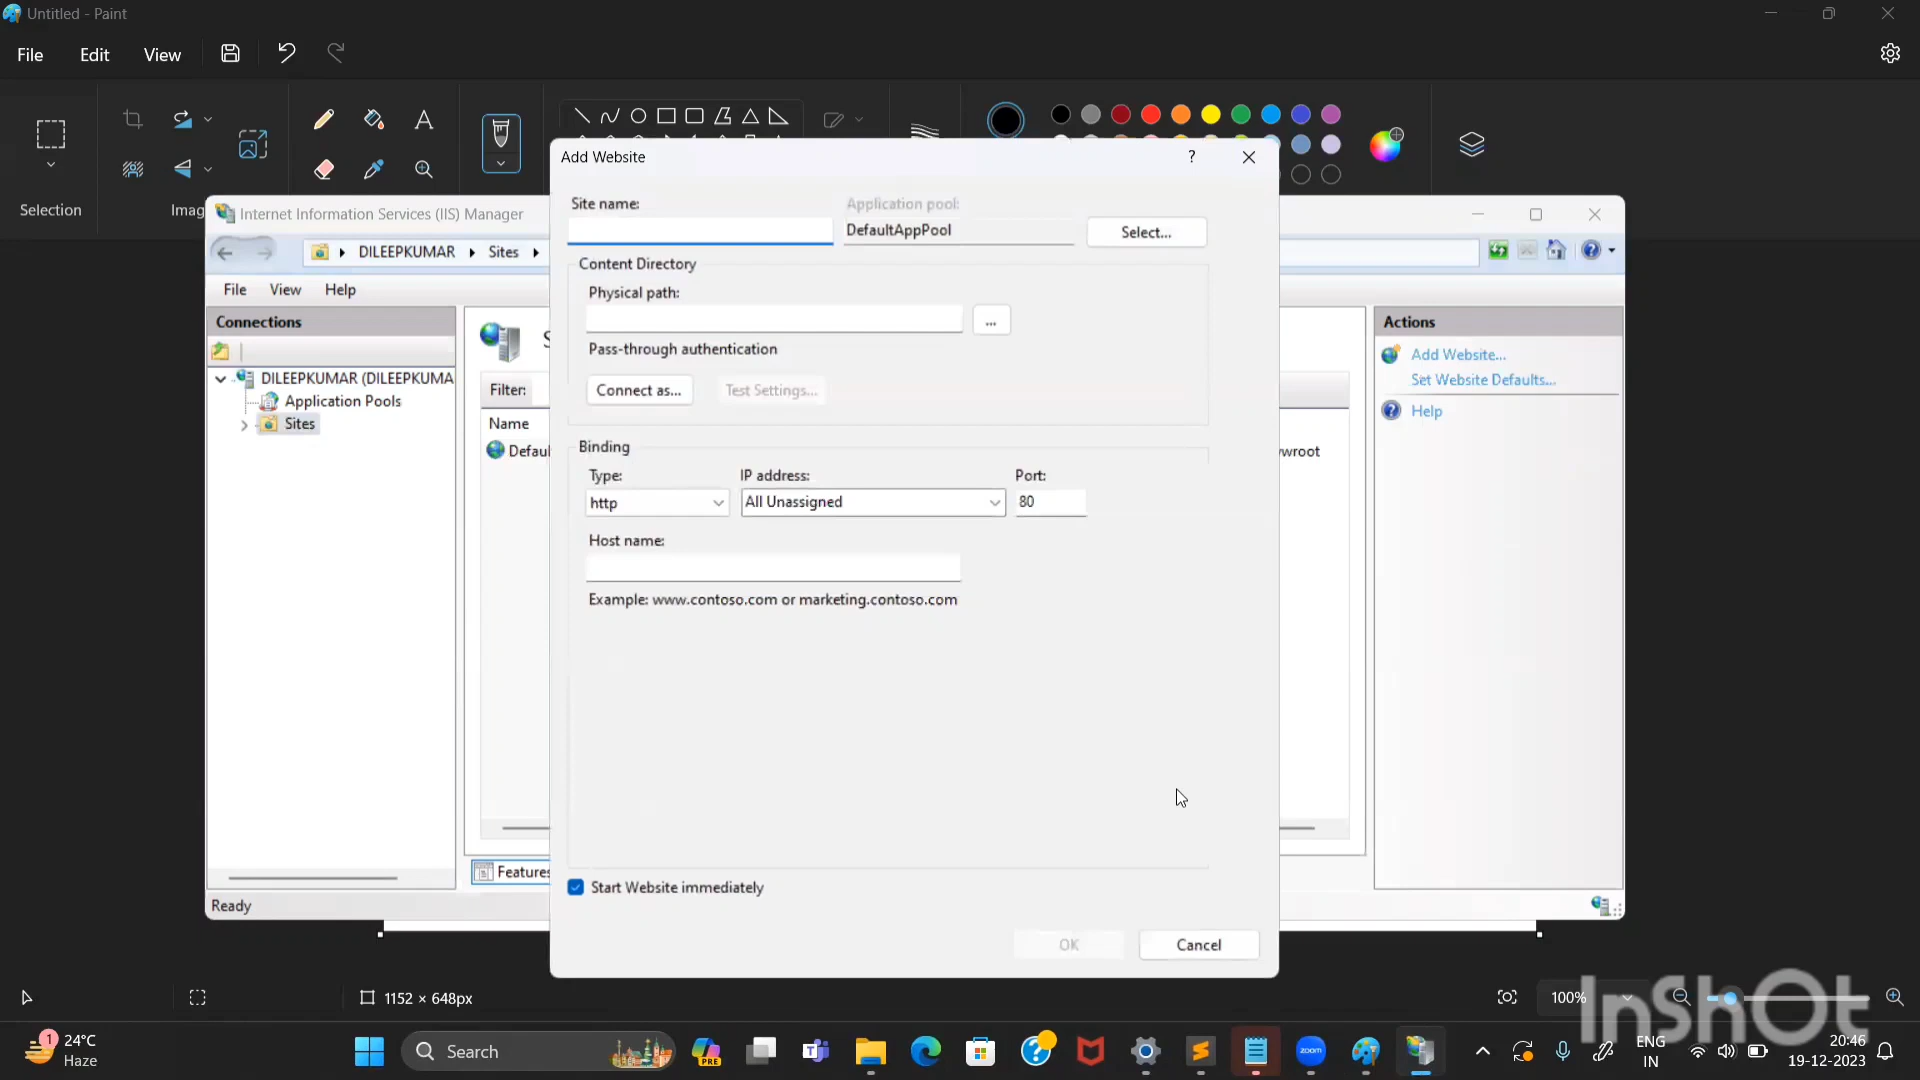 Untitled - Paint
File Edit View
Selection
Imag
Add Website
?
Site name:
Application pool:
DefaultAppPool
Select...
Content Directory
Physical path:
...
Pass-through authentication
Connect as...
Test Settings...
Binding
Type:
IP address:
Port:
http
All Unassigned
80
Host name:
Example: www.contoso.com or marketing.contoso.com
Start Website immediately
OK
Cancel
Internet Information Services (IIS) Manager
DILEEPKUMAR
Sites
File View Help
Connections
DILEEPKUMAR (DILEEPKUMA
Application Pools
Sites
S
Filter:
Name
Defaul
wroot
Features
Actions
Add Website...
Set Website Defaults...
Help
Ready
1152 × 648px
100%
InShOt
1
24°C
Haze
Search
PRE
zoom
ENG
IN
20:46
19-12-2023